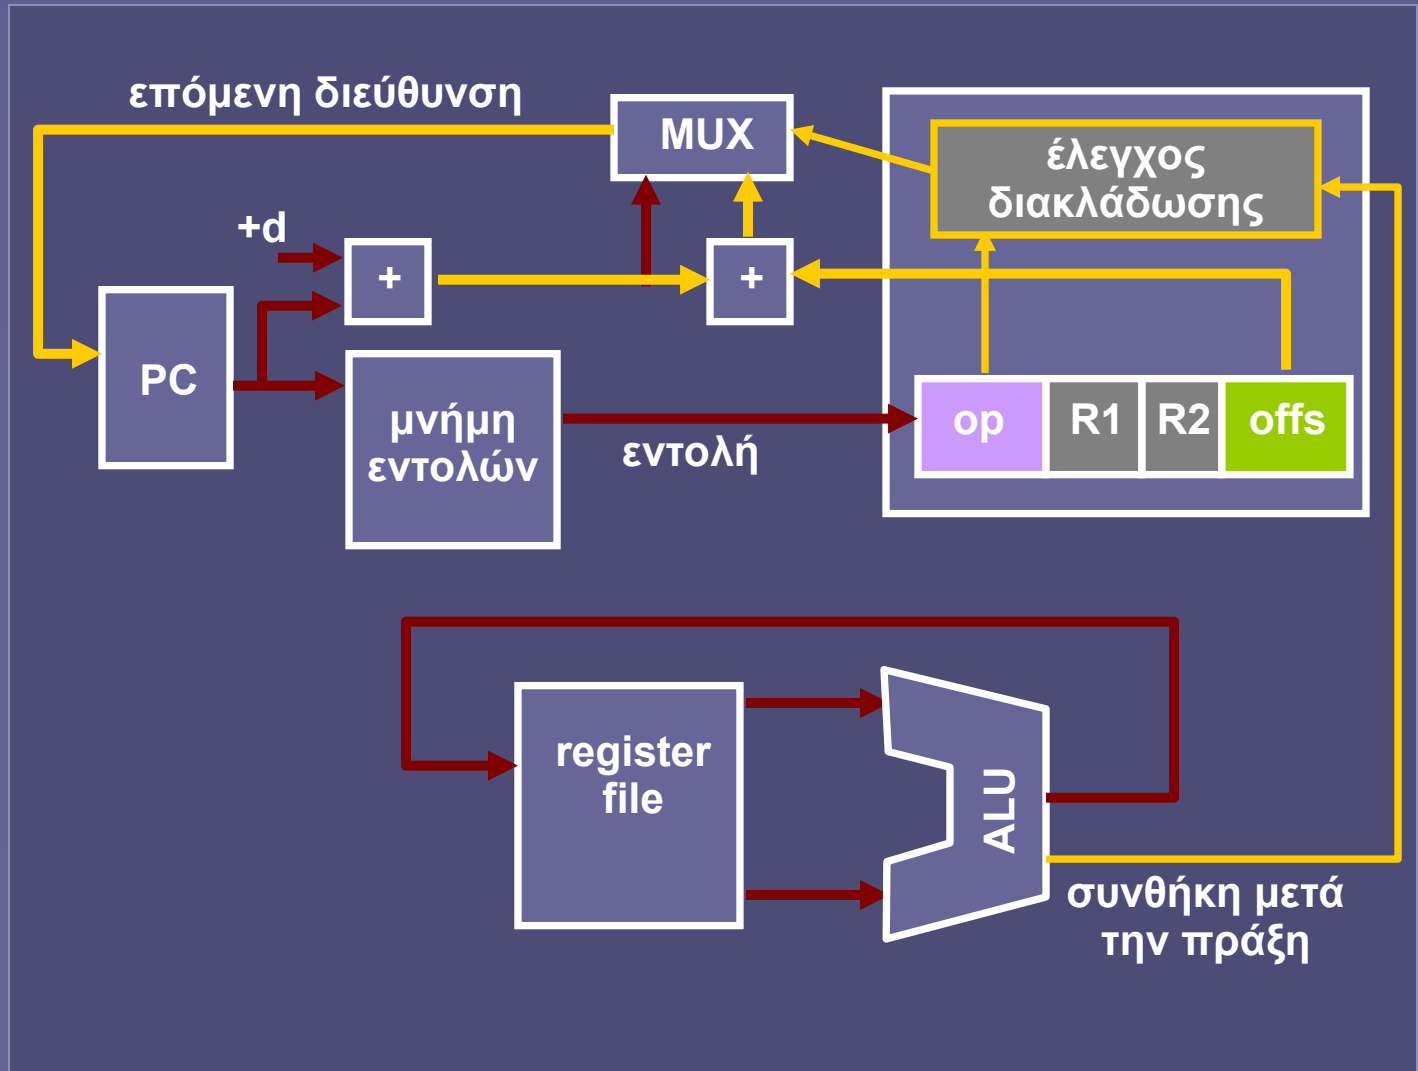 επόμενη διεύθυνση
MUX
έλεγχος
διακλάδωσης
+d
+
+
PC
μνήμη
εντολών
εντολή
op
R1
R2
offs
register
file
ALU
συνθήκη μετά
την πράξη